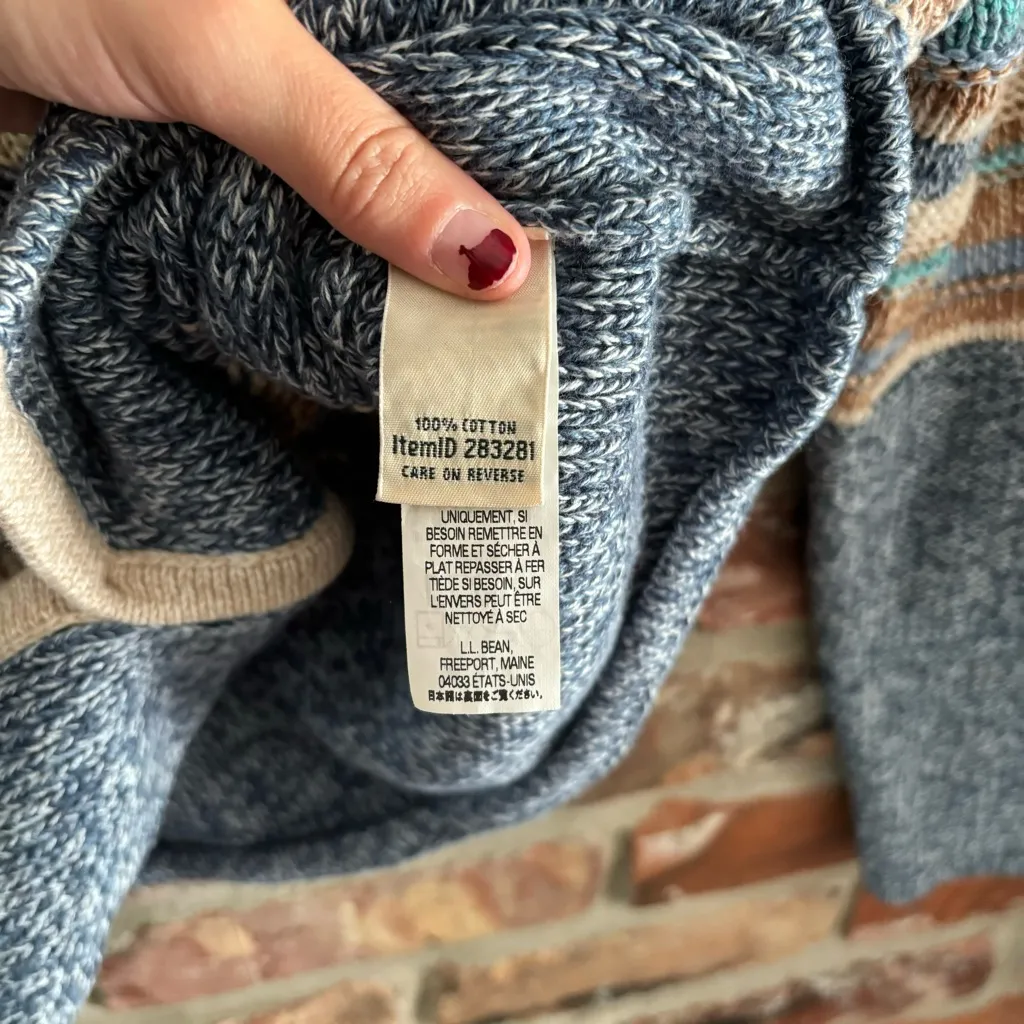 100% COTTON
ItemID 283281
CARE ON REVERSE
UNIQUEMENT, SI
BESOIN REMETTRE EN
FORME ET SÉCHER À
PLAT REPASSER À FER
TIÈDE SI BESOIN, SUR
L'ENVERS PEUT ÊTRE
NETTOYÉ À SEC
L.L. BEAN,
FREEPORT, MAINE
04033 ÉTATS-UNIS
日本語は裏面をご覧ください。